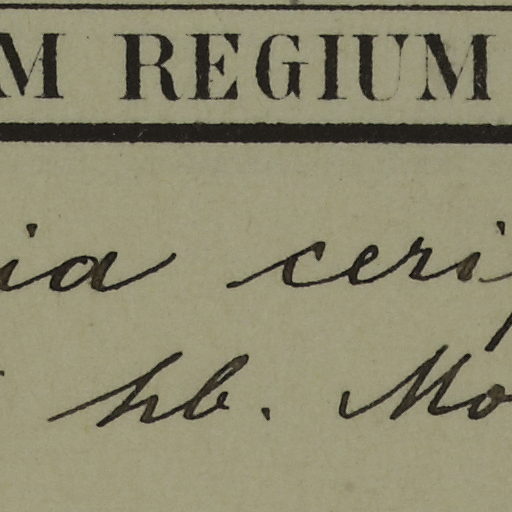 M REGIUM
ia ceri
hb. Mo